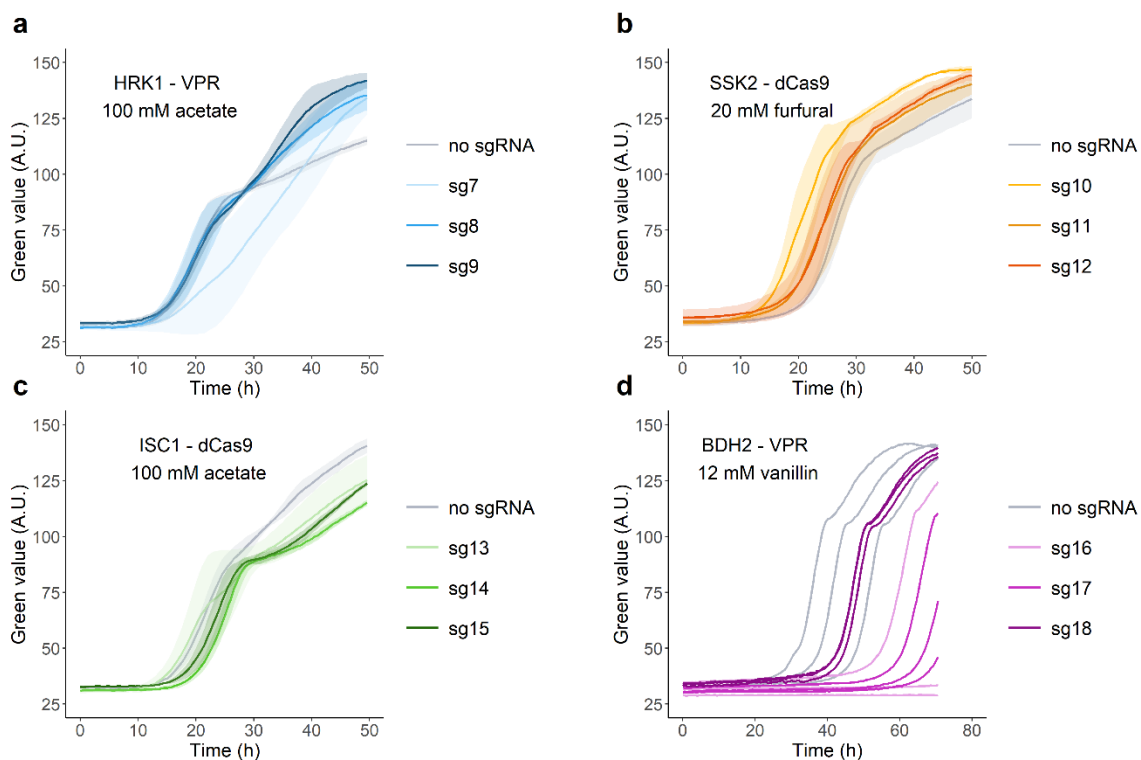 a
HRK1 - VPR
100 mM acetate
Green value (A.U.)
150
125
100
75
50
25
0 10 20 30 40 50
Time (h)
no sgRNA
sg7
sg8
sg9
b
SSK2 - dCas9
20 mM furfural
Green value (A.U.)
150
125
100
75
50
25
0 10 20 30 40 50
Time (h)
no sgRNA
sg10
sg11
sg12
c
ISC1 - dCas9
100 mM acetate
Green value (A.U.)
150
125
100
75
50
25
0 10 20 30 40 50
Time (h)
no sgRNA
sg13
sg14
sg15
d
BDH2 - VPR
12 mM vanillin
Green value (A.U.)
150
125
100
75
50
25
0 20 40 60 80
Time (h)
no sgRNA
sg16
sg17
sg18